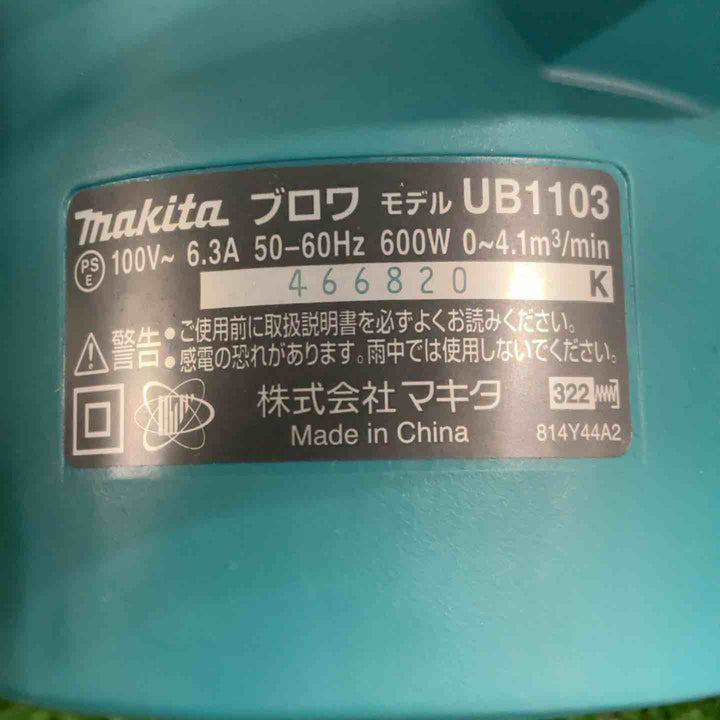 makita ブロワ モデル UB1103
PS E 100V~ 6.3A 50-60Hz 600W 0~4.1m³/min
466820 K
警告: ●ご使用前に取扱説明書を必ずよくお読みください。
●感電の恐れがあります。雨中では使用しないでください。
株式会社 マキタ 322
Made in China 814Y44A2